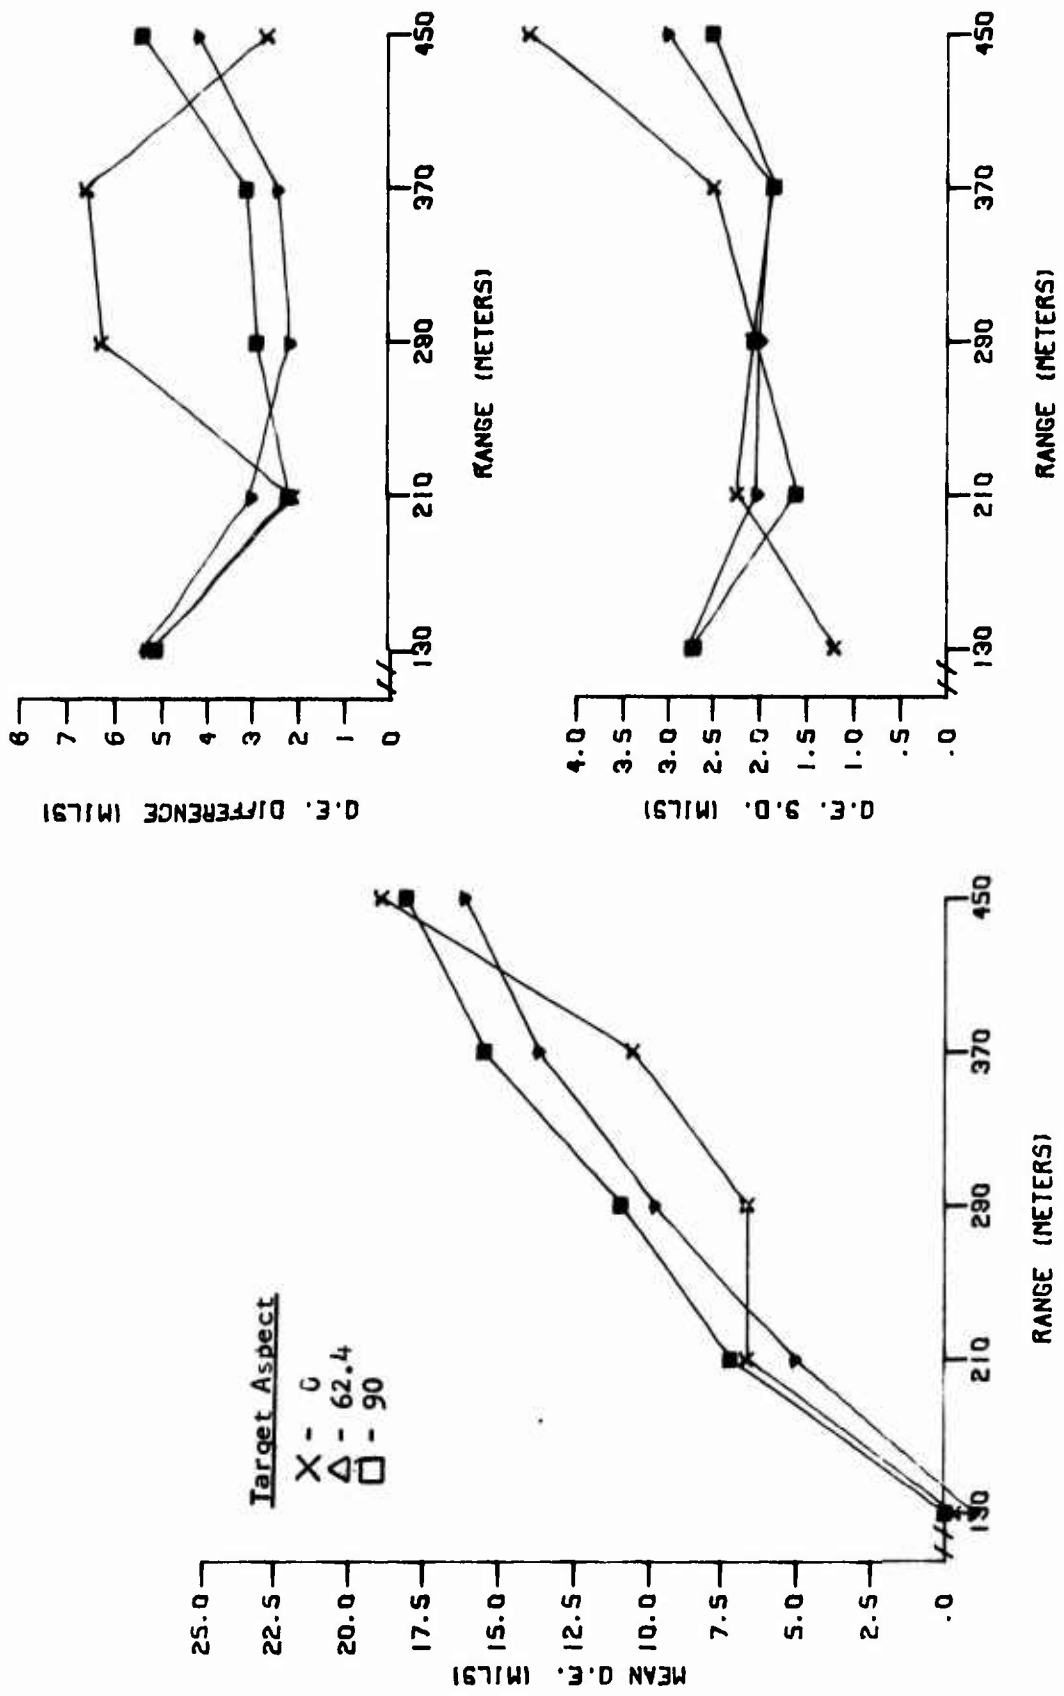 Target Aspect
X - 0
△ - 62.4
□ - 90
MEAN Q.E. (MILS)
25.0
22.5
20.0
17.5
15.0
12.5
10.0
7.5
5.0
2.5
.0
130 210 290 370 450
RANGE (METERS)
Q.E. DIFFERENCE (MILS)
8
7
6
5
4
3
2
1
0
130 210 290 370 450
RANGE (METERS)
Q.E. S.D. (MILS)
4.0
3.5
3.0
2.5
2.0
1.5
1.0
.5
.0
130 210 290 370 450
RANGE (METERS)